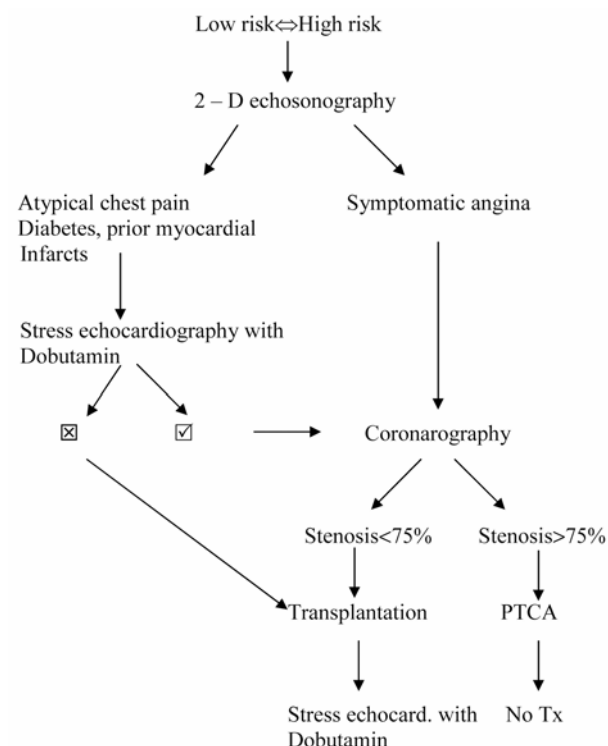 Low risk⇔High risk
2 – D echosonography
Atypical chest pain
Diabetes, prior myocardial
Infarcts
Symptomatic angina
Stress echocardiography with
Dobutamin
☒ ☑
Coronarography
Stenosis<75%
Stenosis>75%
Transplantation
PTCA
Stress echocard. with
Dobutamin
No Tx